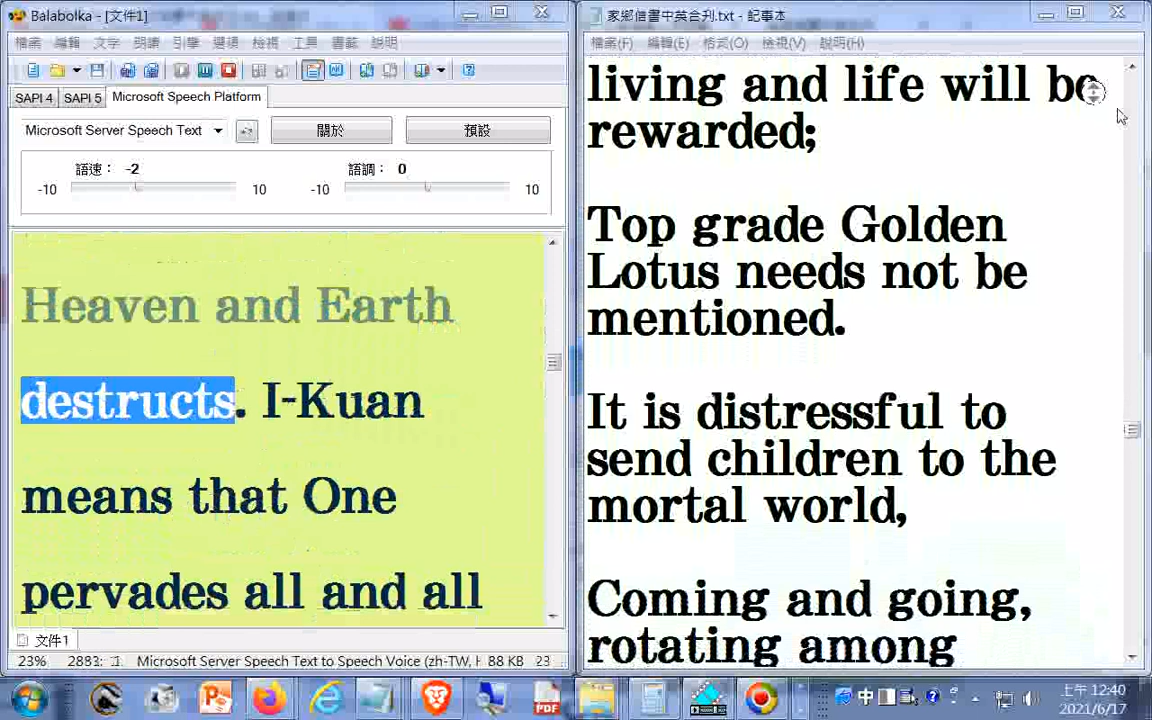 Balabolka - [文件1]
檔案 編輯 文字 朗讀 引擎 選項 檢視 工具 書籤 說明
SAPI 4 SAPI 5 Microsoft Speech Platform
Microsoft Server Speech Text 關於 預設
語速： -2 語調： 0
-10 10 -10 10
Heaven and Earth
destructs. I-Kuan
means that One
pervades all and all
文件1
23% Microsoft Server Speech Text to Speech Voice (zh-TW, H 88 KB 23
家鄉信書中英合刋.txt - 記事本
檔案(F) 編輯(E) 格式(O) 檢視(V) 說明(H)
living and life will be
rewarded;
Top grade Golden
Lotus needs not be
mentioned.
It is distressful to
send children to the
mortal world,
Coming and going,
rotating among
中
上午 12:40
2021/6/17